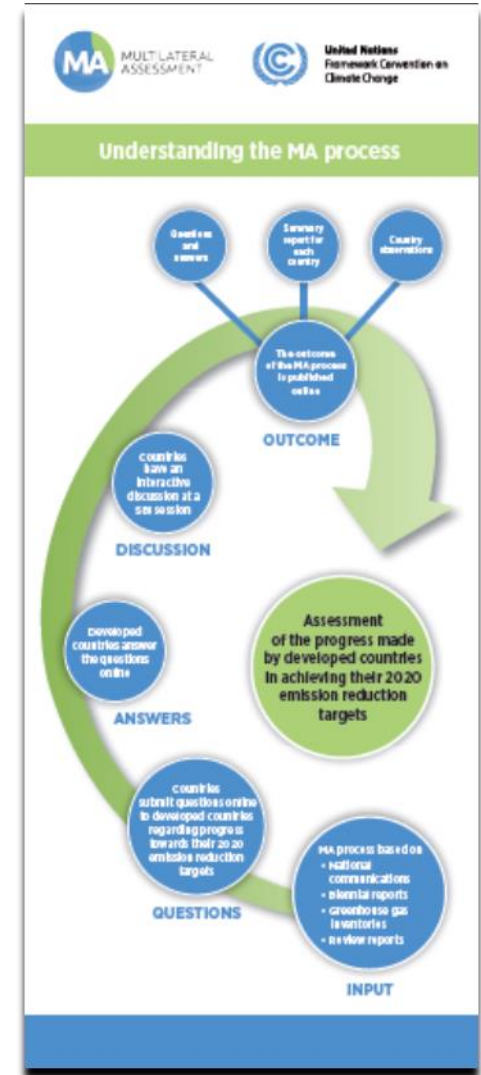 MA
MULTILATERAL
ASSESSMENT
United Nations
Framework Convention on
Climate Change
Understanding the MA process
Questions
and
answers
Summary
report for
each
country
Country
observations
The outcome
of the MA process
is published
online
OUTCOME
Countries
have an
interactive
discussion at a
SBI session
DISCUSSION
Developed
countries answer
the questions
online
ANSWERS
Assessment
of the progress made
by developed countries
in achieving their 2020
emission reduction
targets
Countries
submit questions online
to developed countries
regarding progress
towards their 2020
emission reduction
targets
QUESTIONS
MA process based on
• National
communications
• Biennial reports
• Greenhouse gas
inventories
• Review reports
INPUT